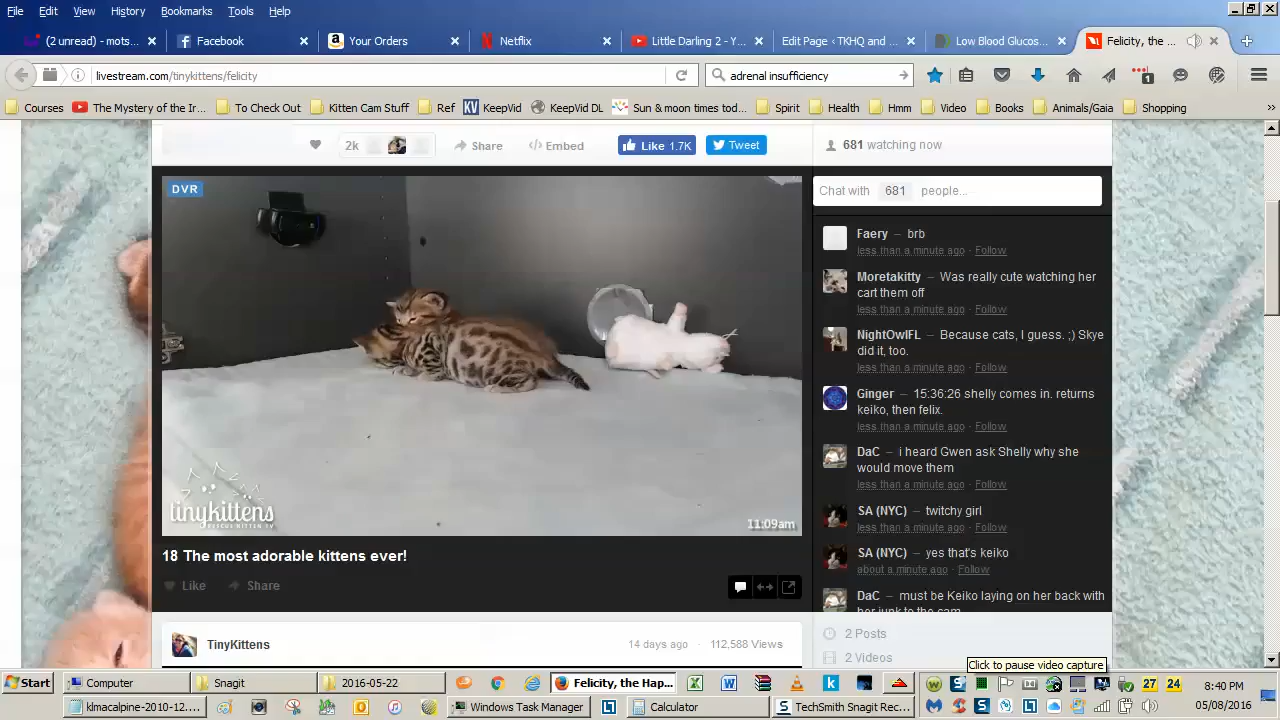 File Edit View History Bookmarks Tools Help
(2 unread) - mots... Facebook Your Orders Netflix Little Darling 2 - Y... Edit Page ‹ TKHQ and ... Low Blood Glucos... Felicity, the ...
livestream.com/tinykittens/felicity adrenal insufficiency
Courses The Mystery of the Ir... To Check Out Kitten Cam Stuff Ref KeepVid KeepVid DL Sun & moon times tod... Spirit Health Hmm Video Books Animals/Gaia Shopping
2k Share </> Embed Like 1.7K Tweet 681 watching now
DVR
Chat with 681 people...
Faery – brb
less than a minute ago · Follow
Moretakitty – Was really cute watching her
cart them off
less than a minute ago · Follow
NightOwlFL – Because cats, I guess. ;) Skye
did it, too.
less than a minute ago · Follow
Ginger – 15:36:26 shelly comes in. returns
keiko, then felix.
less than a minute ago · Follow
DaC – i heard Gwen ask Shelly why she
would move them
less than a minute ago · Follow
SA (NYC) – twitchy girl
less than a minute ago · Follow
SA (NYC) – yes that's keiko
about a minute ago · Follow
DaC – must be Keiko laying on her back with
her junk to the cam
tinykittens
RESCUE KITTEN TV
11:09am
18 The most adorable kittens ever!
Like Share
TinyKittens 14 days ago · 112,588 Views
2 Posts
2 Videos
Click to pause video capture
Start Computer Snagit 2016-05-22 Felicity, the Hap... 27 24 8:40 PM
klmacalpine-2010-12.... Windows Task Manager Calculator TechSmith Snagit Rec... 05/08/2016